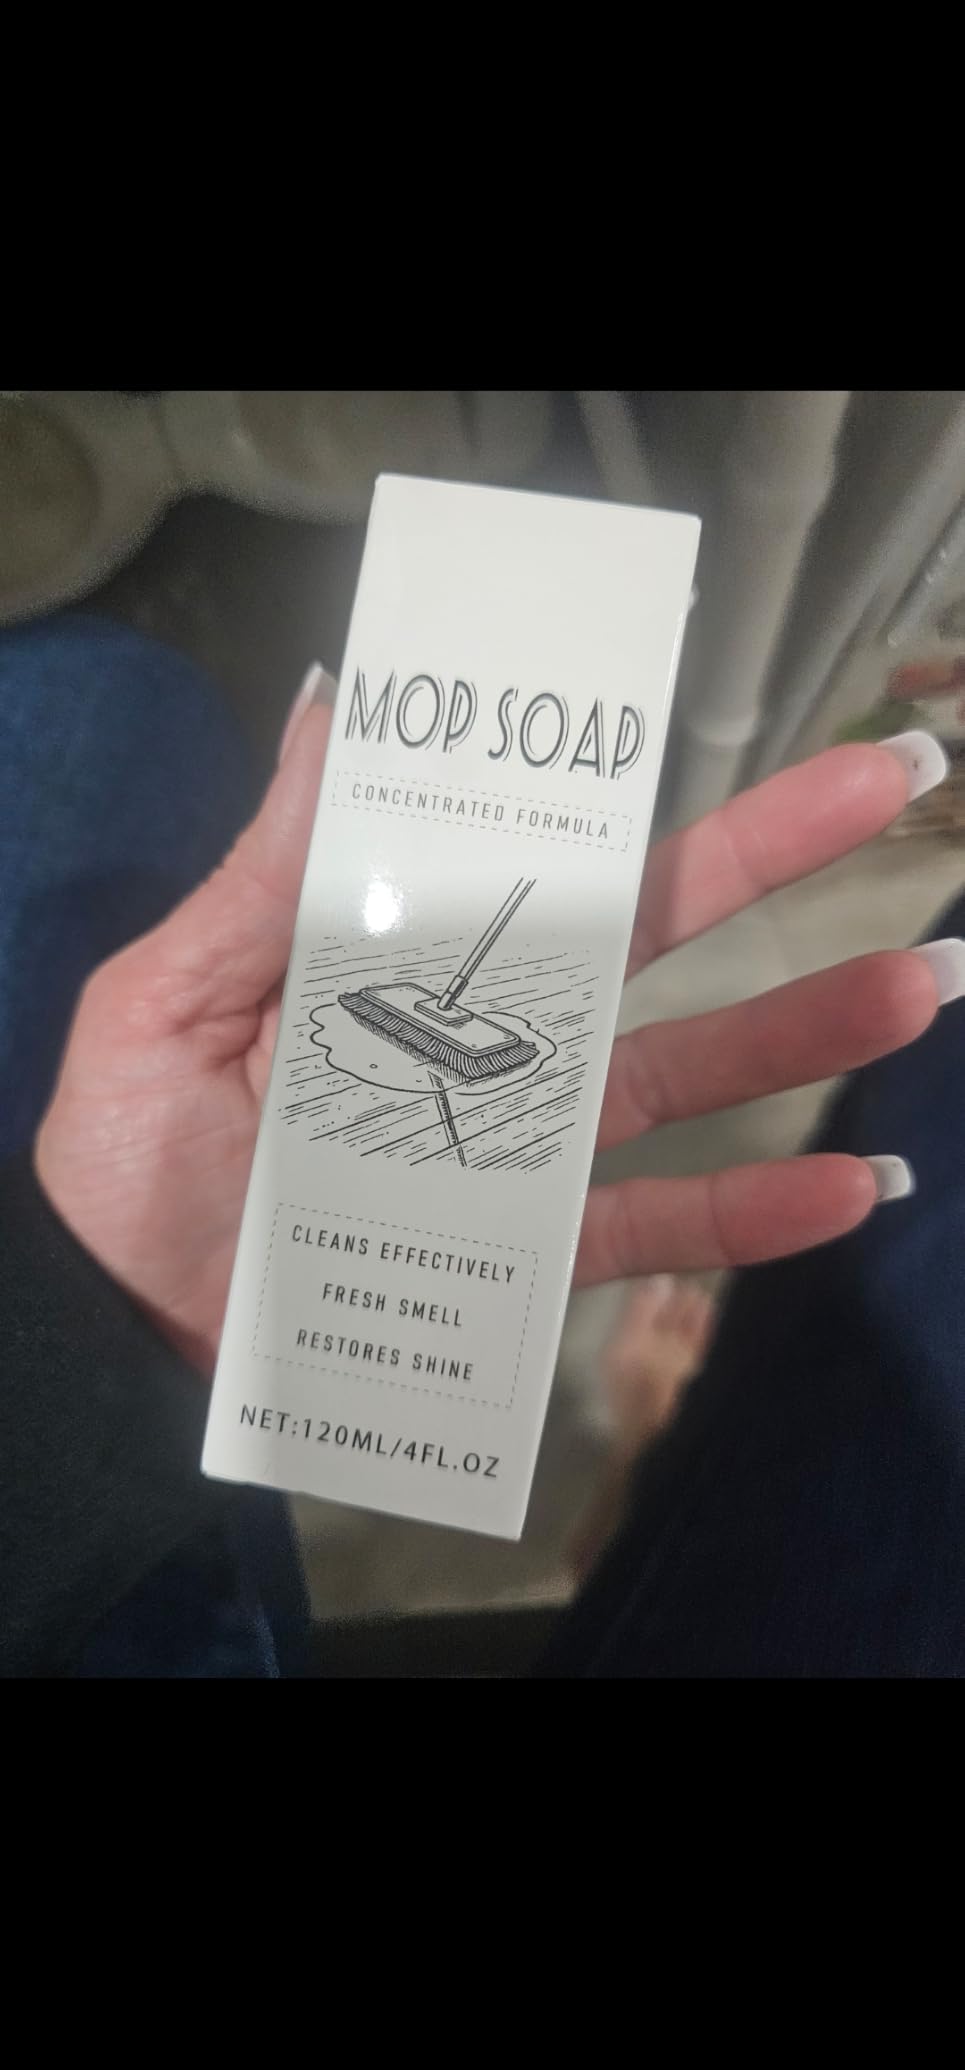 MOP SOAP
CONCENTRATED FORMULA
CLEANS EFFECTIVELY
FRESH SMELL
RESTORES SHINE
NET:120ML/4FL.OZ